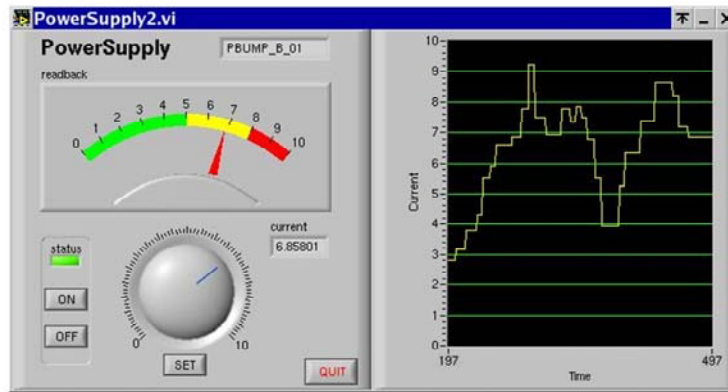 PowerSupply2.vi
PowerSupply
PBUMP_B_01
readback
0 1 2 3 4 5 6 7 8 9 10
current
6.85801
status
ON
OFF
0 10
SET
QUIT
Current
10
9
8
7
6
5
4
3
2
1
0
197 497
Time